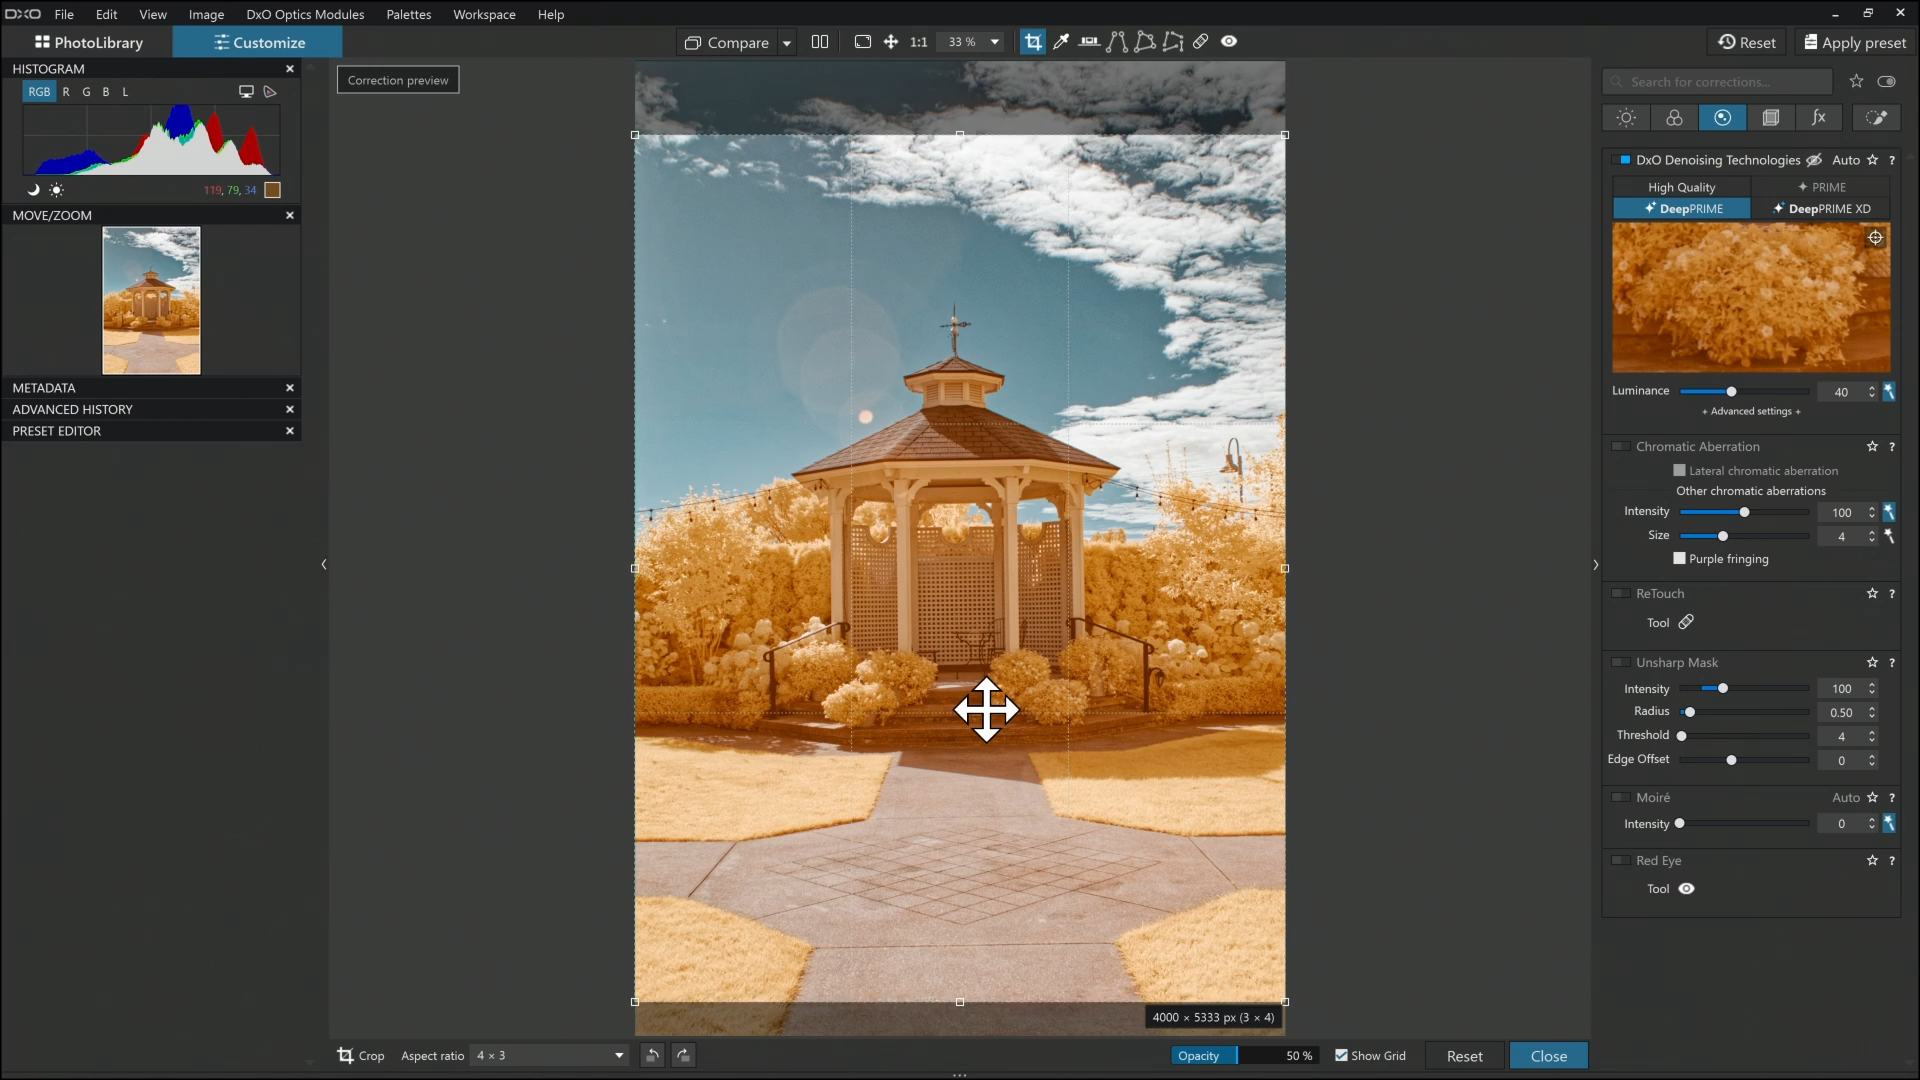 DXO File Edit View Image DxO Optics Modules Palettes Workspace Help
PhotoLibrary Customize Compare 1:1 33 % Reset Apply preset
HISTOGRAM
RGB R G B L
119, 79, 34
MOVE/ZOOM
METADATA
ADVANCED HISTORY
PRESET EDITOR
Correction preview
4000 × 5333 px (3 × 4)
Crop Aspect ratio 4 × 3 Opacity 50 % Show Grid Reset Close
Search for corrections...
fx
DxO Denoising Technologies Auto ?
High Quality PRIME
DeepPRIME DeepPRIME XD
Luminance 40
+ Advanced settings +
Chromatic Aberration ?
Lateral chromatic aberration
Other chromatic aberrations
Intensity 100
Size 4
Purple fringing
ReTouch ?
Tool
Unsharp Mask ?
Intensity 100
Radius 0.50
Threshold 4
Edge Offset 0
Moiré Auto ?
Intensity 0
Red Eye ?
Tool